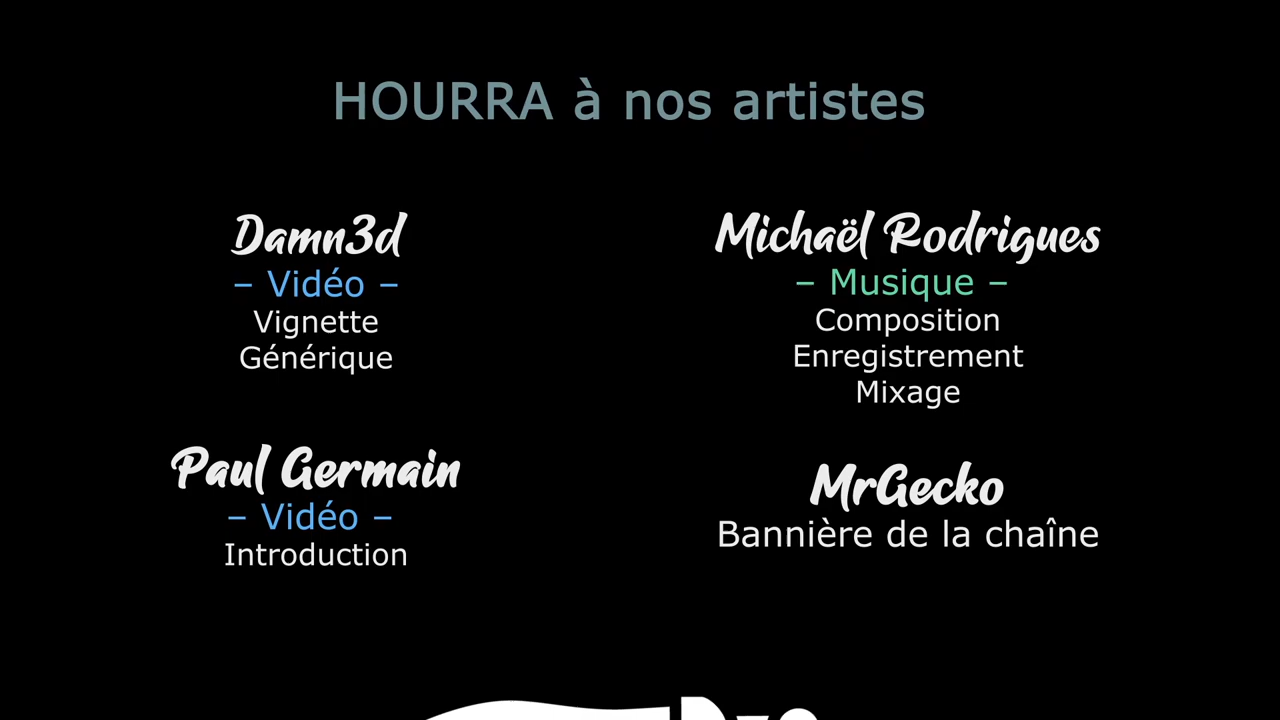 HOURRA à nos artistes
Damn3d
– Vidéo –
Vignette
Générique
Michaël Rodrigues
– Musique –
Composition
Enregistrement
Mixage
Paul Germain
– Vidéo –
Introduction
MrGecko
Bannière de la chaîne